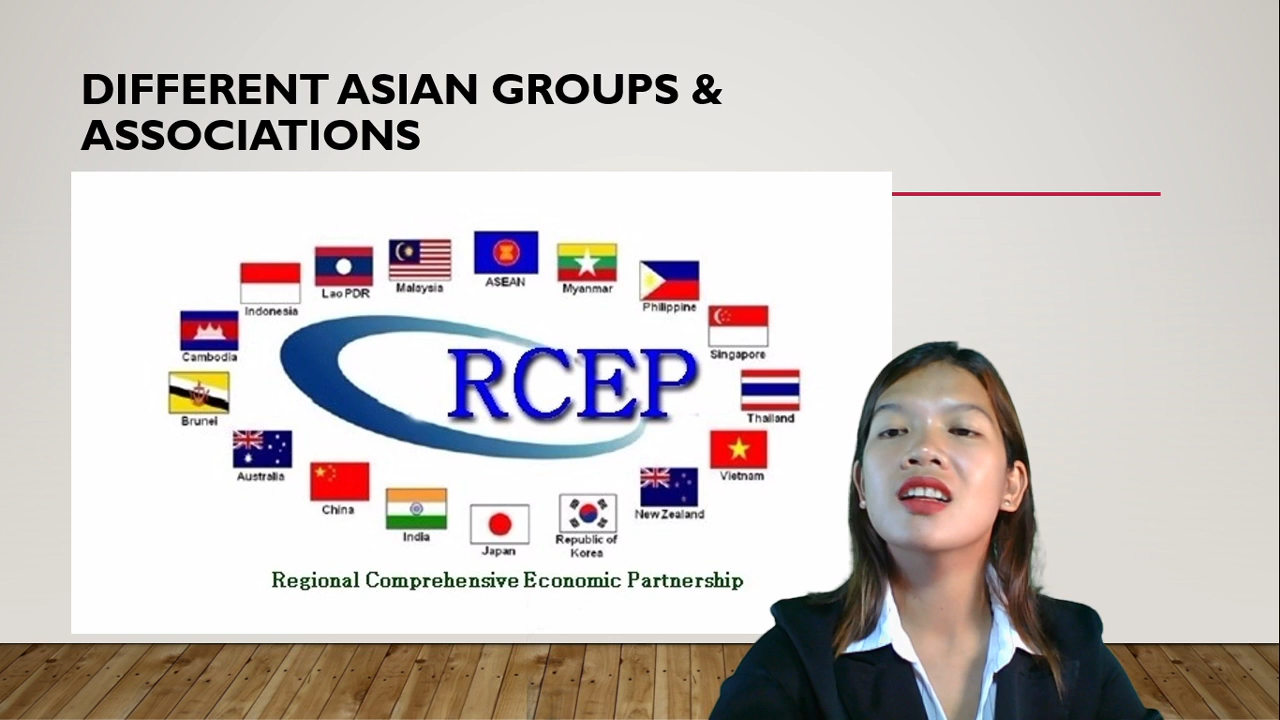 DIFFERENT ASIAN GROUPS &
ASSOCIATIONS
ASEAN
Malaysia
Myanmar
Lao PDR
Philippine
Indonesia
Singapore
Cambodia
RCEP
Thailand
Brunei
Australia
Vietnam
China
New Zealand
India
Japan
Republic of
Korea
Regional Comprehensive Economic Partnership